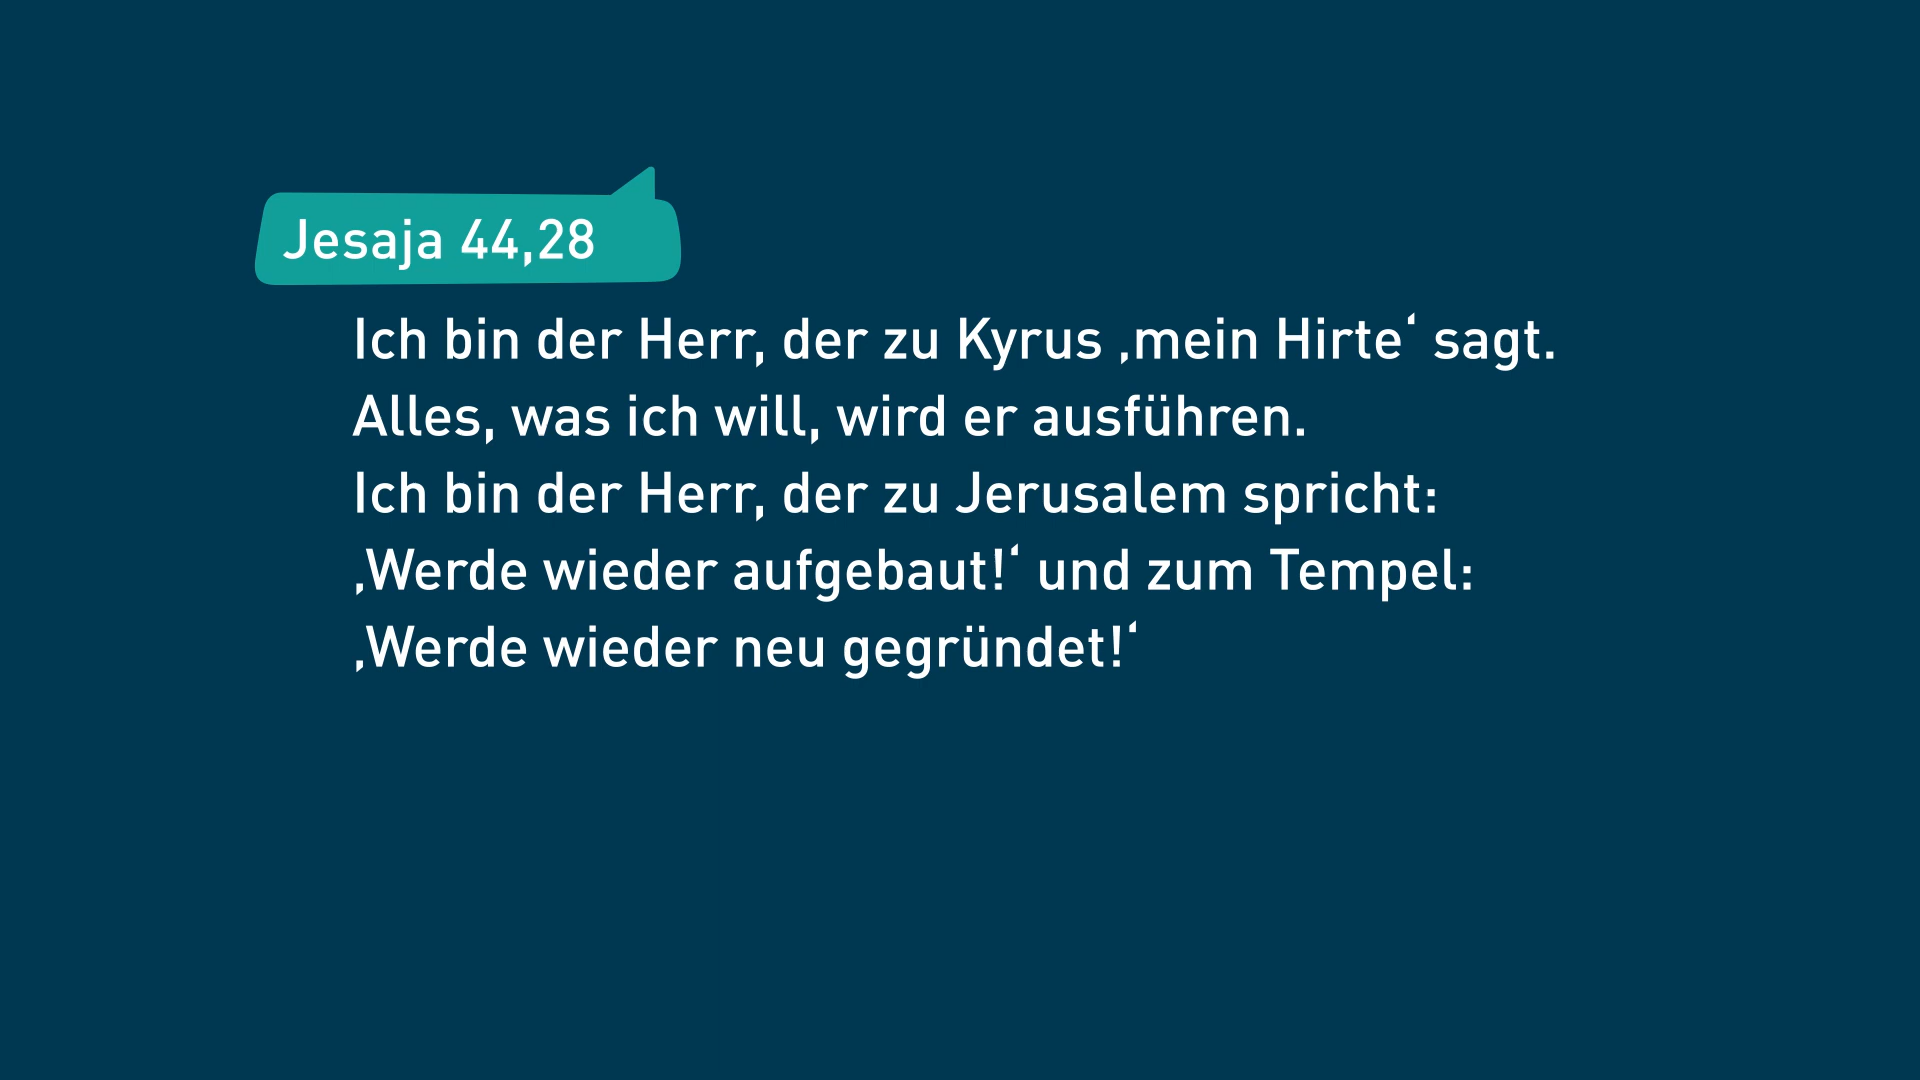 Jesaja 44,28
Ich bin der Herr, der zu Kyrus ‚mein Hirte‘ sagt.
Alles, was ich will, wird er ausführen.
Ich bin der Herr, der zu Jerusalem spricht:
‚Werde wieder aufgebaut!‘ und zum Tempel:
‚Werde wieder neu gegründet!‘